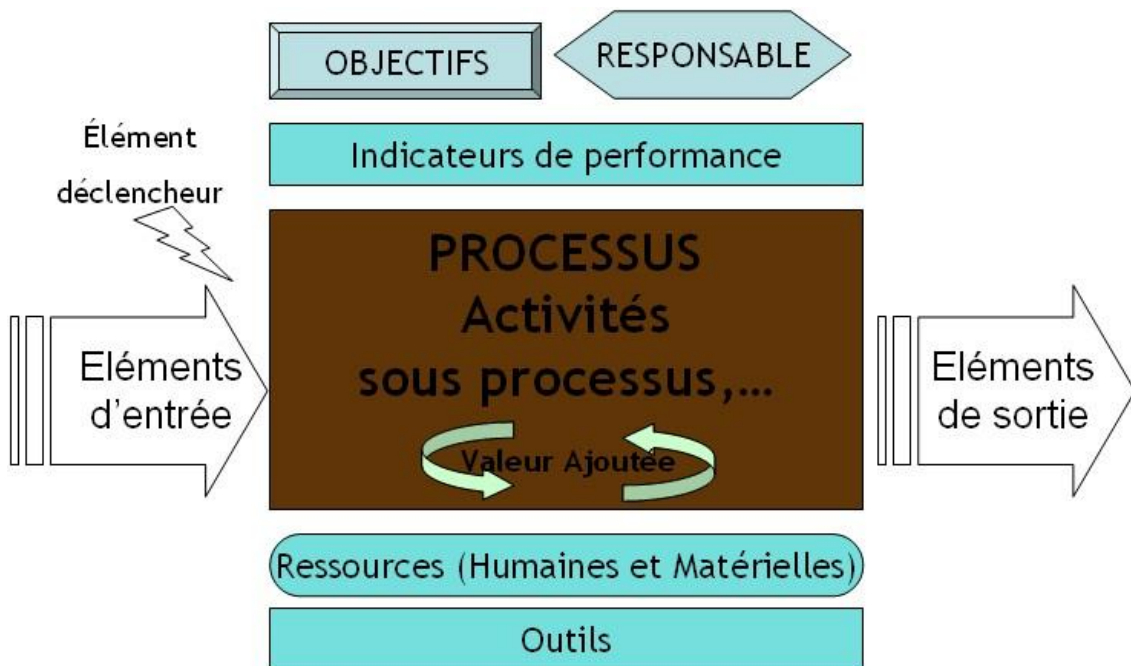 OBJECTIFS
RESPONSABLE
Élément
déclencheur
Indicateurs de performance
PROCESSUS
Activités
sous processus,...
Valeur Ajoutée
Eléments
d'entrée
Eléments
de sortie
Ressources (Humaines et Matérielles)
Outils